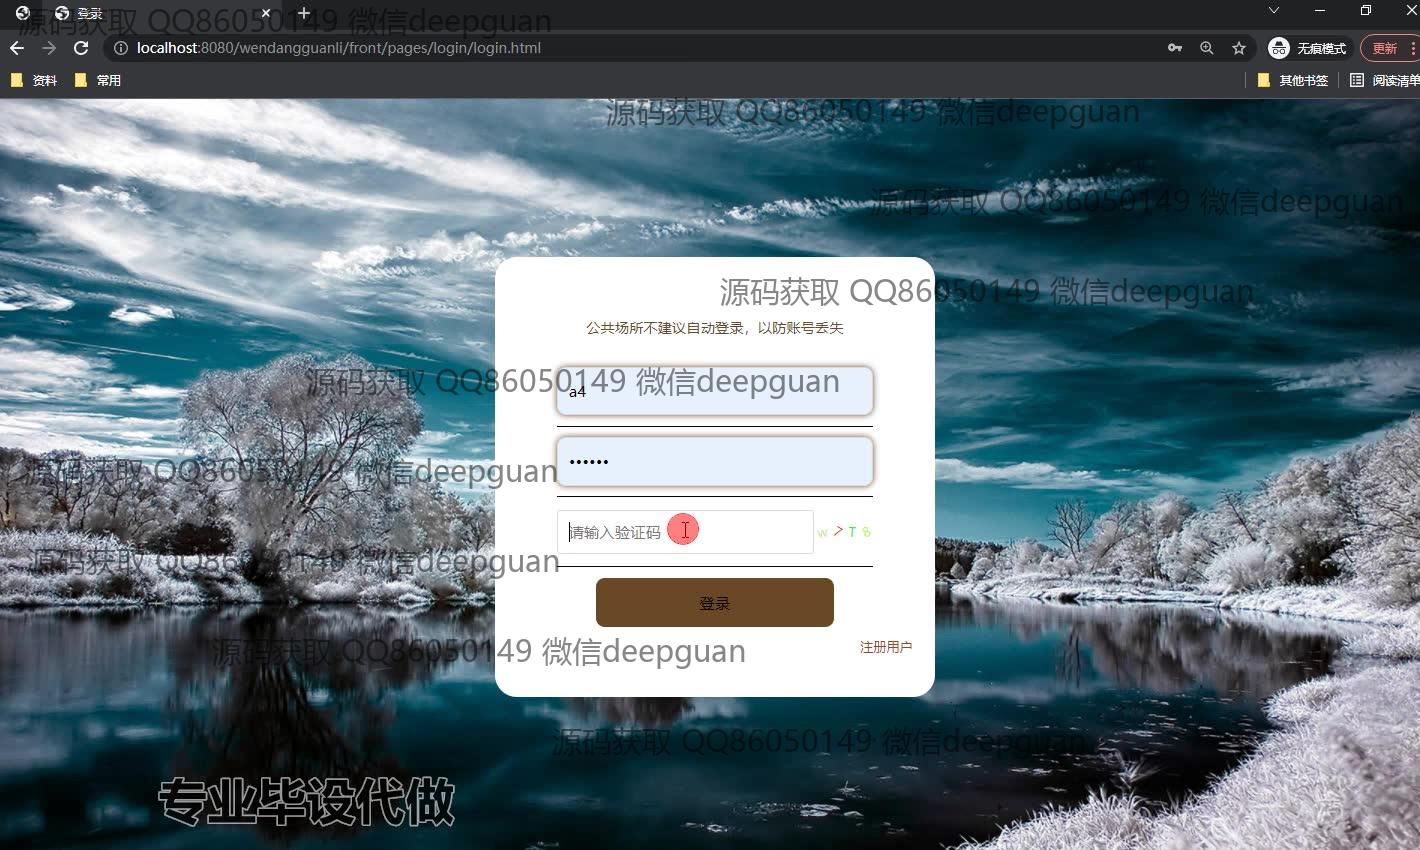 登录
源码获取 QQ86050149 微信deepguan
localhost:8080/wendangguanli/front/pages/login/login.html
无痕模式
更新
资料
常用
其他书签
阅读清单
源码获取 QQ86050149 微信deepguan
源码获取 QQ86050149 微信deepguan
源码获取 QQ86050149 微信deepguan
公共场所不建议自动登录，以防账号丢失
源码获取 QQ86050149 微信deepguan
a4
源码获取 QQ86050149 微信deepguan
••••••
请输入验证码
源码获取 QQ86050149 微信deepguan
登录
源码获取 QQ86050149 微信deepguan
注册用户
源码获取 QQ86050149 微信deepguan
专业毕设代做